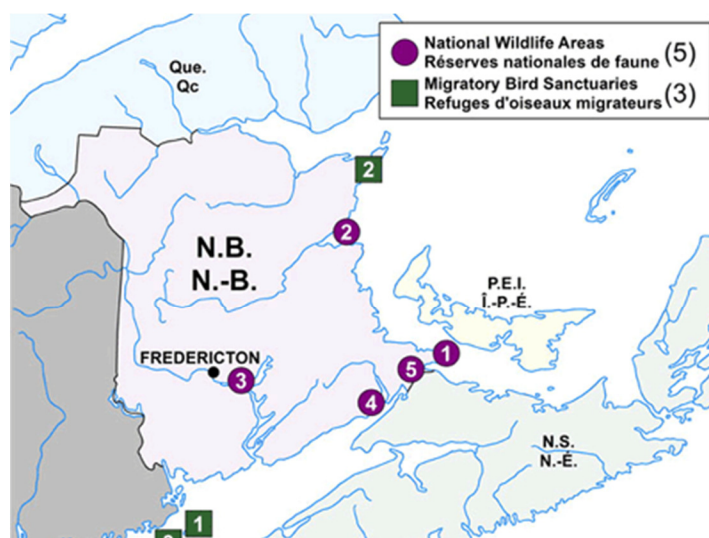 National Wildlife Areas
Réserves nationales de faune (5)
Migratory Bird Sanctuaries
Refuges d'oiseaux migrateurs (3)
Que.
Qc
2
2
N.B.
N.-B.
P.E.I.
Î.-P.-É.
FREDERICTON
1
5
3
4
N.S.
N.-É.
1